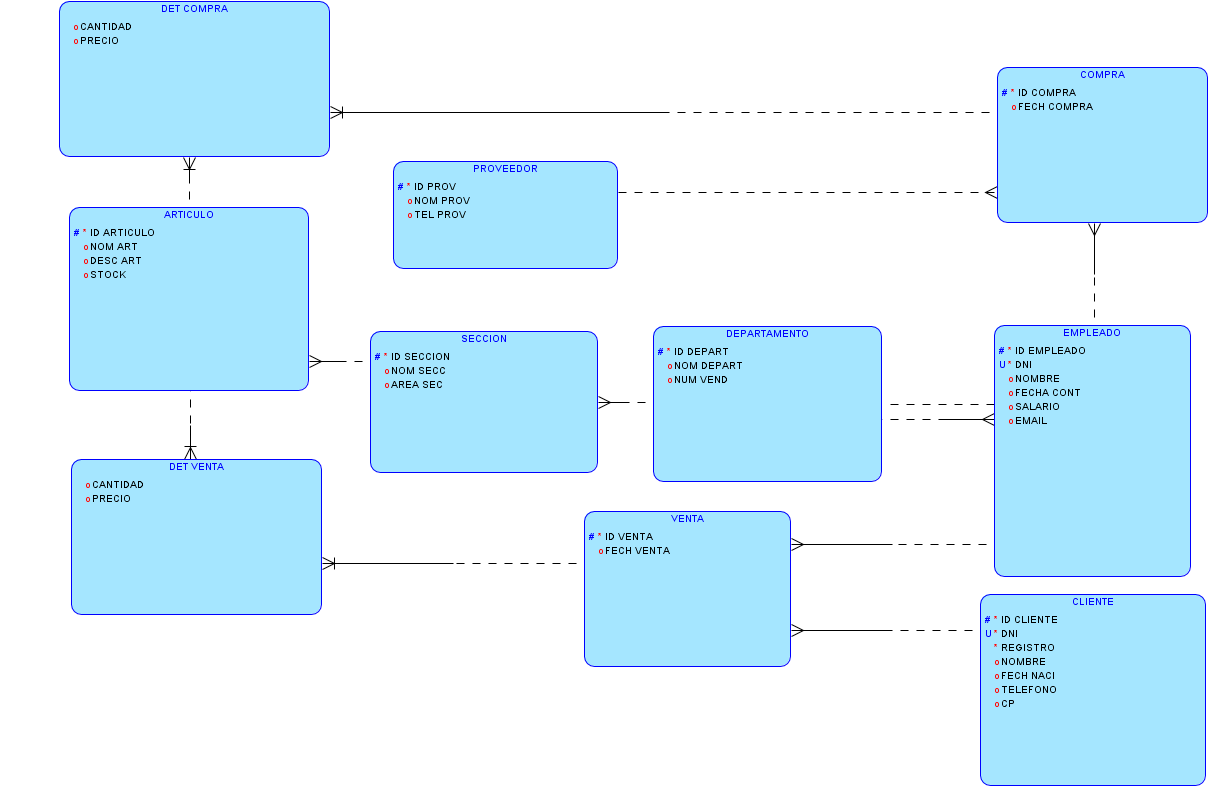 DET COMPRA
o CANTIDAD
o PRECIO
COMPRA
# * ID COMPRA
o FECH COMPRA
PROVEEDOR
# * ID PROV
o NOM PROV
o TEL PROV
ARTICULO
# * ID ARTICULO
o NOM ART
o DESC ART
o STOCK
SECCION
# * ID SECCION
o NOM SECC
o AREA SEC
DEPARTAMENTO
# * ID DEPART
o NOM DEPART
o NUM VEND
EMPLEADO
# * ID EMPLEADO
U * DNI
o NOMBRE
o FECHA CONT
o SALARIO
o EMAIL
DET VENTA
o CANTIDAD
o PRECIO
VENTA
# * ID VENTA
o FECH VENTA
CLIENTE
# * ID CLIENTE
U * DNI
* REGISTRO
o NOMBRE
o FECH NACI
o TELEFONO
o CP